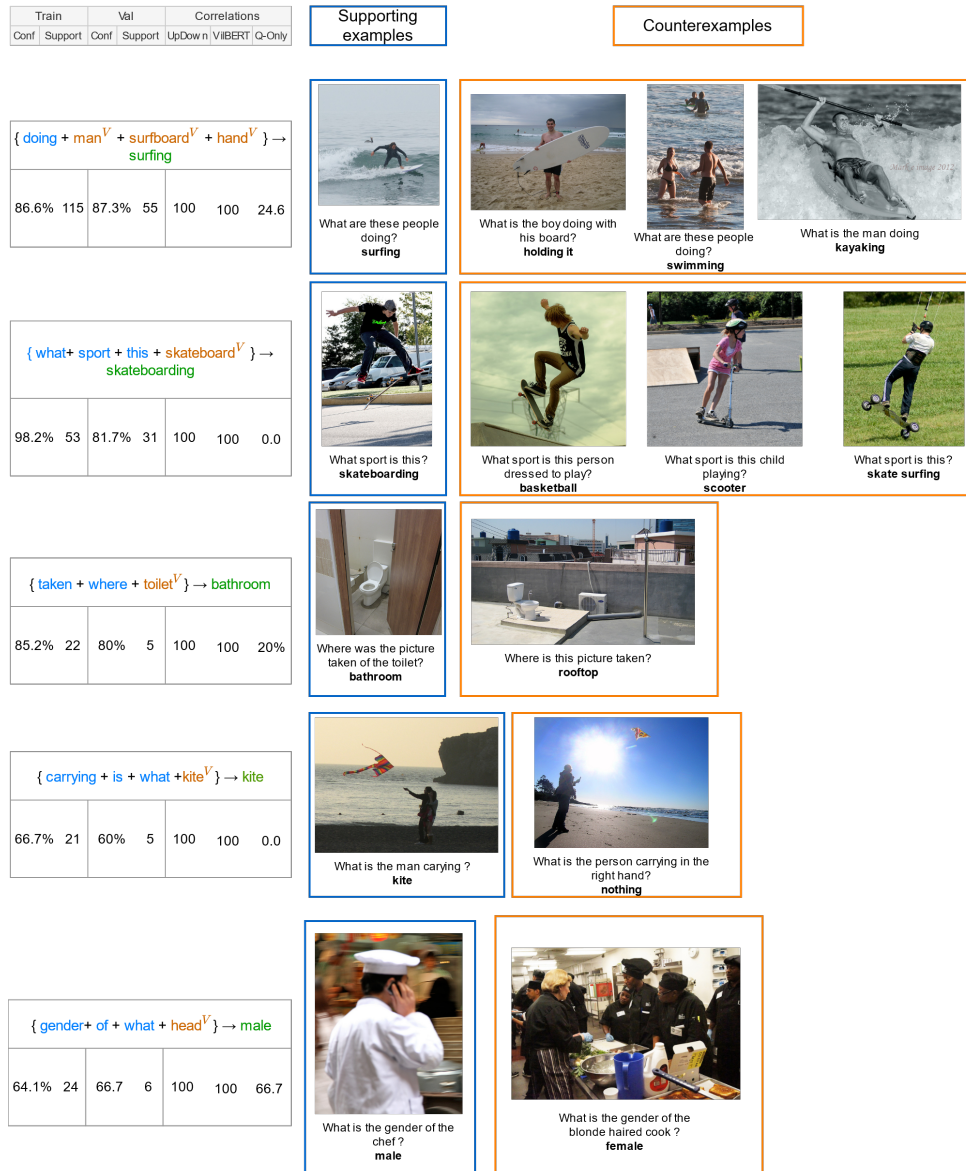 Train Val Correlations
Conf Support Conf Support UpDown VilBERT Q-Only
Supporting
examples
Counterexamples
{ doing + man^V + surfboard^V + hand^V } →
surfing
86.6% 115 87.3% 55 100 100 24.6
What are these people
doing?
surfing
What is the boy doing with
his board?
holding it
What are these people
doing?
swimming
What is the man doing
kayaking
{ what+ sport + this + skateboard^V } →
skateboarding
98.2% 53 81.7% 31 100 100 0.0
What sport is this?
skateboarding
What sport is this person
dressed to play?
basketball
What sport is this child
playing?
scooter
What sport is this?
skate surfing
{ taken + where + toilet^V } → bathroom
85.2% 22 80% 5 100 100 20%
Where was the picture
taken of the toilet?
bathroom
Where is this picture taken?
rooftop
{ carrying + is + what +kite^V } → kite
66.7% 21 60% 5 100 100 0.0
What is the man carying ?
kite
What is the person carrying in the
right hand?
nothing
{ gender+ of + what + head^V } → male
64.1% 24 66.7 6 100 100 66.7
What is the gender of the
chef ?
male
What is the gender of the
blonde haired cook ?
female